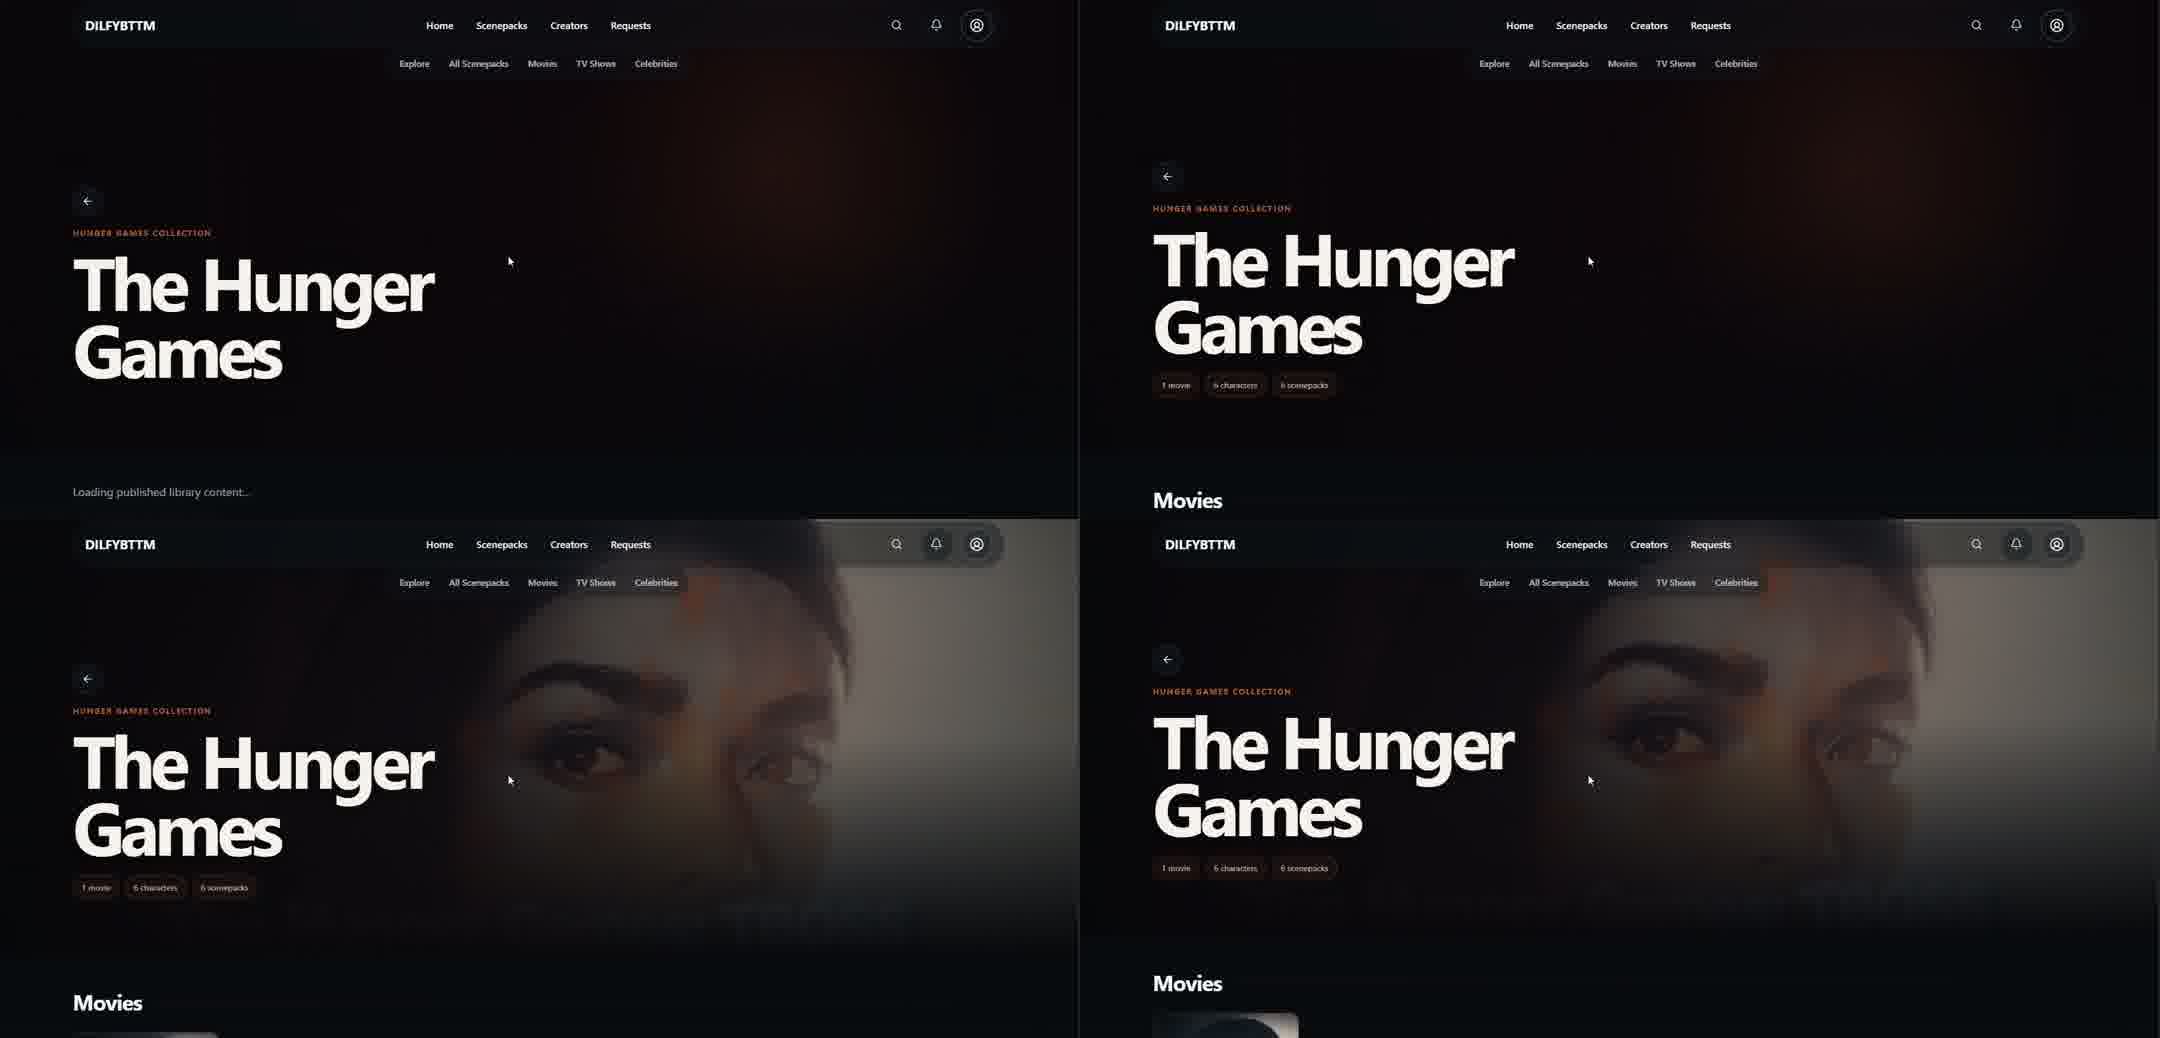 DILFYBTTM Home Scenepacks Creators Requests
Explore All Scenepacks Movies TV Shows Celebrities
HUNGER GAMES COLLECTION
The Hunger
Games
Loading published library content...
DILFYBTTM Home Scenepacks Creators Requests
Explore All Scenepacks Movies TV Shows Celebrities
HUNGER GAMES COLLECTION
The Hunger
Games
1 movie 6 characters 6 scenepacks
Movies
DILFYBTTM Home Scenepacks Creators Requests
Explore All Scenepacks Movies TV Shows Celebrities
HUNGER GAMES COLLECTION
The Hunger
Games
1 movie 6 characters 6 scenepacks
Movies
DILFYBTTM Home Scenepacks Creators Requests
Explore All Scenepacks Movies TV Shows Celebrities
HUNGER GAMES COLLECTION
The Hunger
Games
1 movie 6 characters 6 scenepacks
Movies